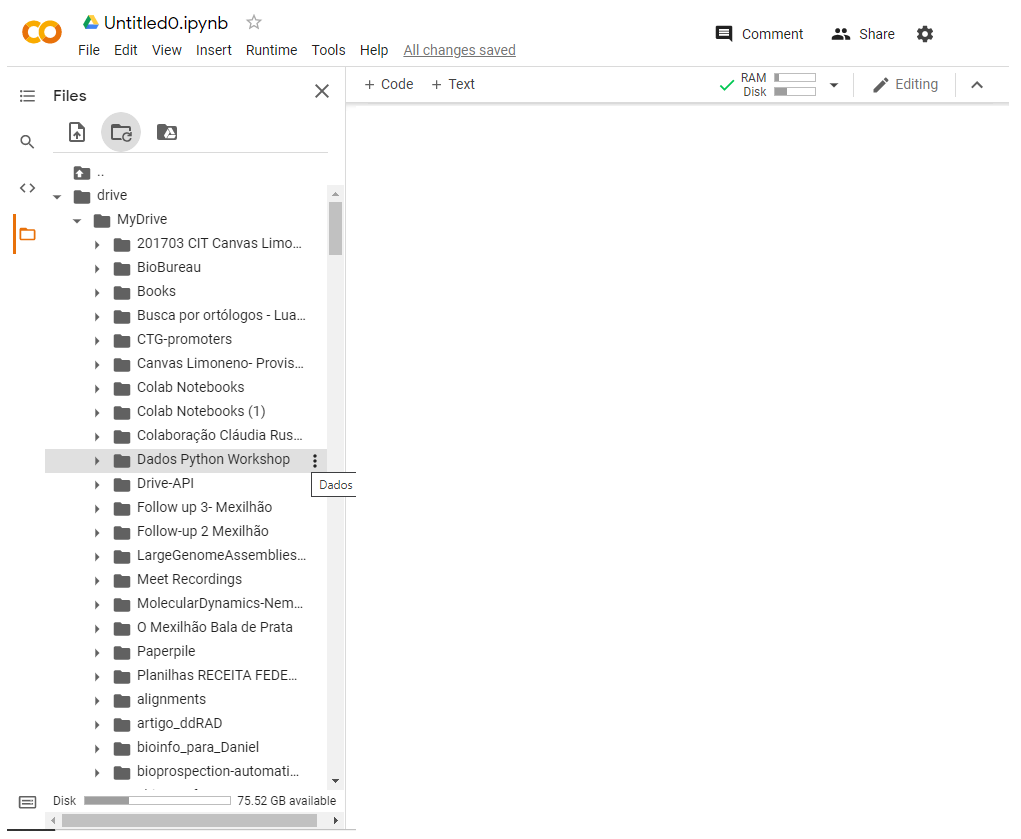 Untitled0.ipynb
File Edit View Insert Runtime Tools Help All changes saved
Comment Share
Files
+ Code + Text
RAM
Disk
Editing
..
drive
MyDrive
201703 CIT Canvas Limo...
BioBureau
Books
Busca por ortólogos - Lua...
CTG-promoters
Canvas Limoneno- Provis...
Colab Notebooks
Colab Notebooks (1)
Colaboração Cláudia Rus...
Dados Python Workshop
Dados
Drive-API
Follow up 3- Mexilhão
Follow-up 2 Mexilhão
LargeGenomeAssemblies...
Meet Recordings
MolecularDynamics-Nem...
O Mexilhão Bala de Prata
Paperpile
Planilhas RECEITA FEDE...
alignments
artigo_ddRAD
bioinfo_para_Daniel
bioprospection-automati...
Disk 75.52 GB available